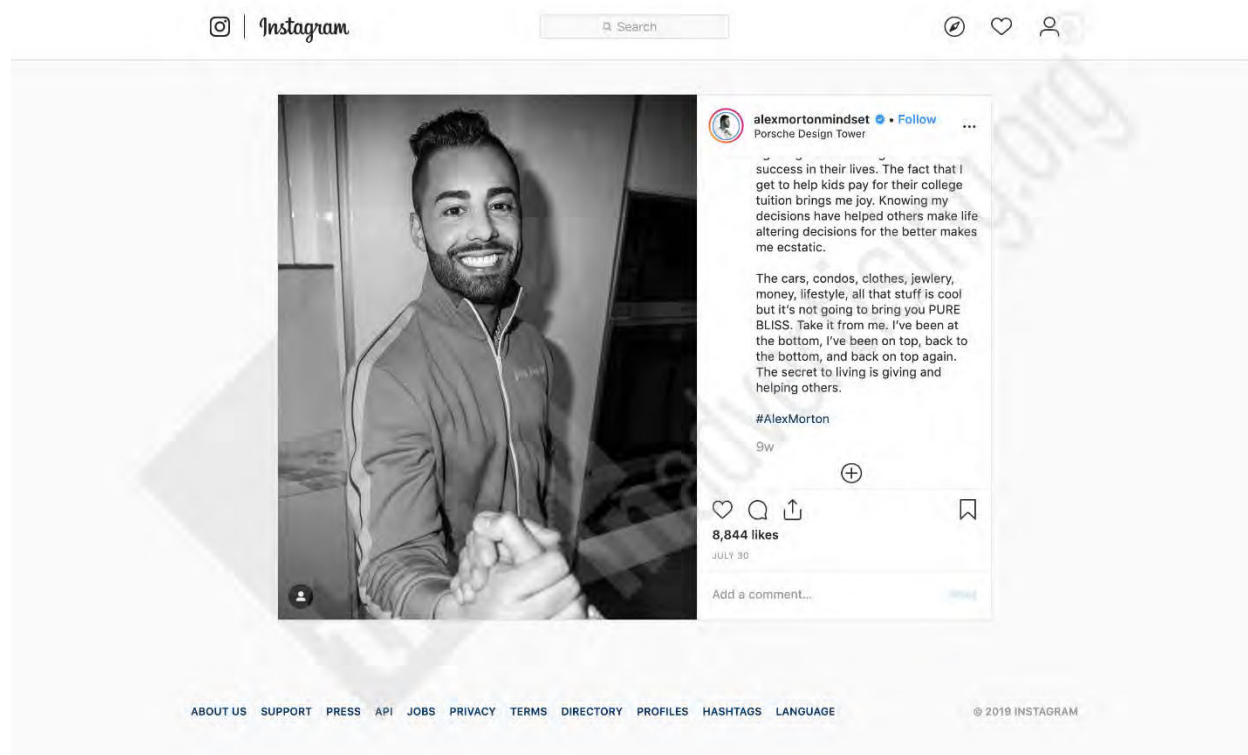 Instagram
Search
alexmortonmindset • Follow
Porsche Design Tower
success in their lives. The fact that I
get to help kids pay for their college
tuition brings me joy. Knowing my
decisions have helped others make life
altering decisions for the better makes
me ecstatic.
The cars, condos, clothes, jewlery,
money, lifestyle, all that stuff is cool
but it's not going to bring you PURE
BLISS. Take it from me. I've been at
the bottom, I've been on top, back to
the bottom, and back on top again.
The secret to living is giving and
helping others.
#AlexMorton
9w
8,844 likes
JULY 30
Add a comment...
ABOUT US SUPPORT PRESS API JOBS PRIVACY TERMS DIRECTORY PROFILES HASHTAGS LANGUAGE
© 2019 INSTAGRAM